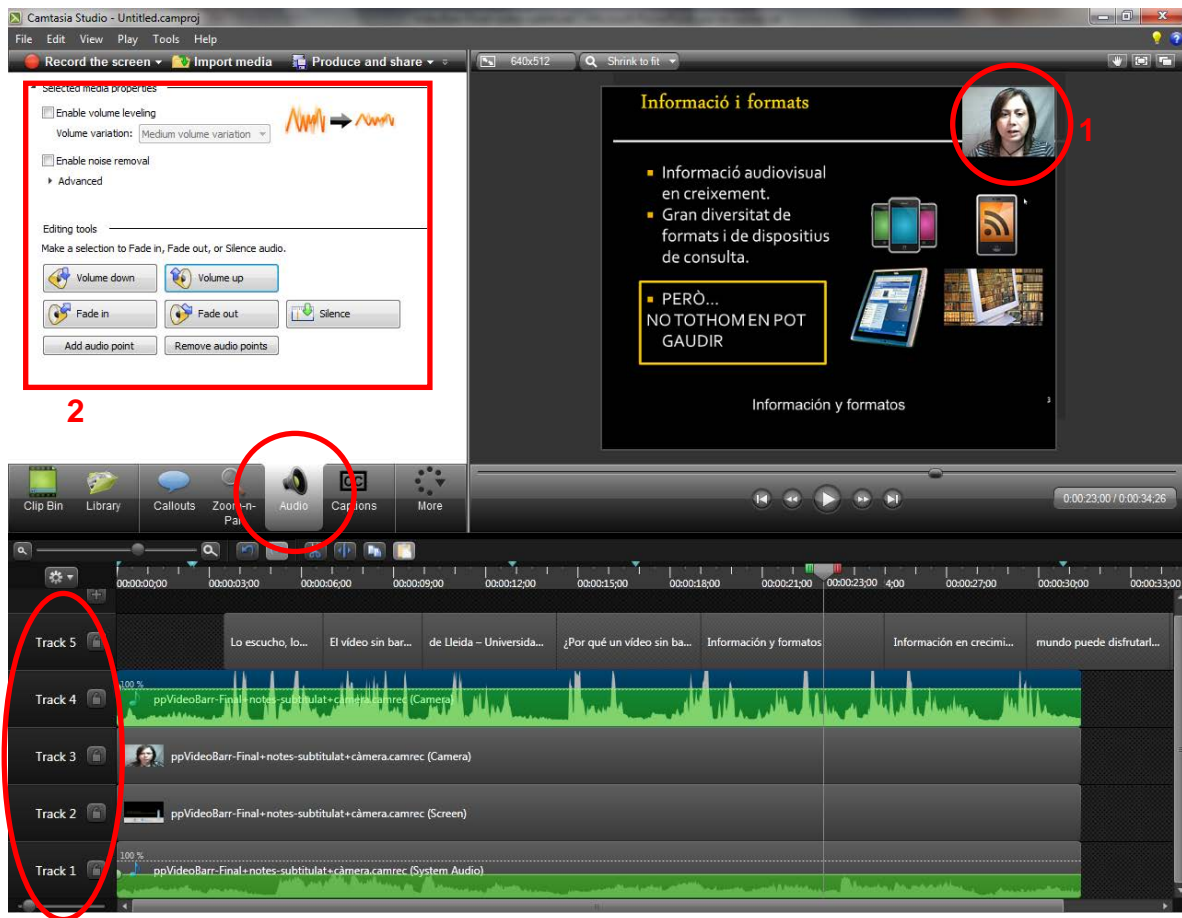 Camtasia Studio - Untitled.camproj
File Edit View Play Tools Help
Record the screen Import media Produce and share
640x512 Shrink to fit
Selected media properties
Enable volume leveling
Volume variation: Medium volume variation
Enable noise removal
Advanced
Editing tools
Make a selection to Fade in, Fade out, or Silence audio.
Volume down Volume up
Fade in Fade out Silence
Add audio point Remove audio points
2
Informació i formats
1
Informació audiovisual
en creixement.
Gran diversitat de
formats i de dispositius
de consulta.
PERÒ...
NO TOTHOM EN POT
GAUDIR
Información y formatos
3
Clip Bin Library Callouts Zoom-n-
Pan Audio CC Captions More
0:00:23;00 / 0:00:34;26
00:00:00;00 00:00:03;00 00:00:06;00 00:00:09;00 00:00:12;00 00:00:15;00 00:00:18;00 00:00:21;00 00:00:23;00 4;00 00:00:27;00 00:00:30;00 00:00:33;00
Track 5 Lo escucho, lo... El vídeo sin bar... de Lleida – Universida... ¿Por qué un vídeo sin ba... Información y formatos Información en crecimi... mundo puede disfrutarl...
100 %
Track 4 ppVideoBarr-Final+notes-subtitulat+càmera.camrec (Camera)
Track 3 ppVideoBarr-Final+notes-subtitulat+càmera.camrec (Camera)
Track 2 ppVideoBarr-Final+notes-subtitulat+càmera.camrec (Screen)
100 %
Track 1 ppVideoBarr-Final+notes-subtitulat+càmera.camrec (System Audio)